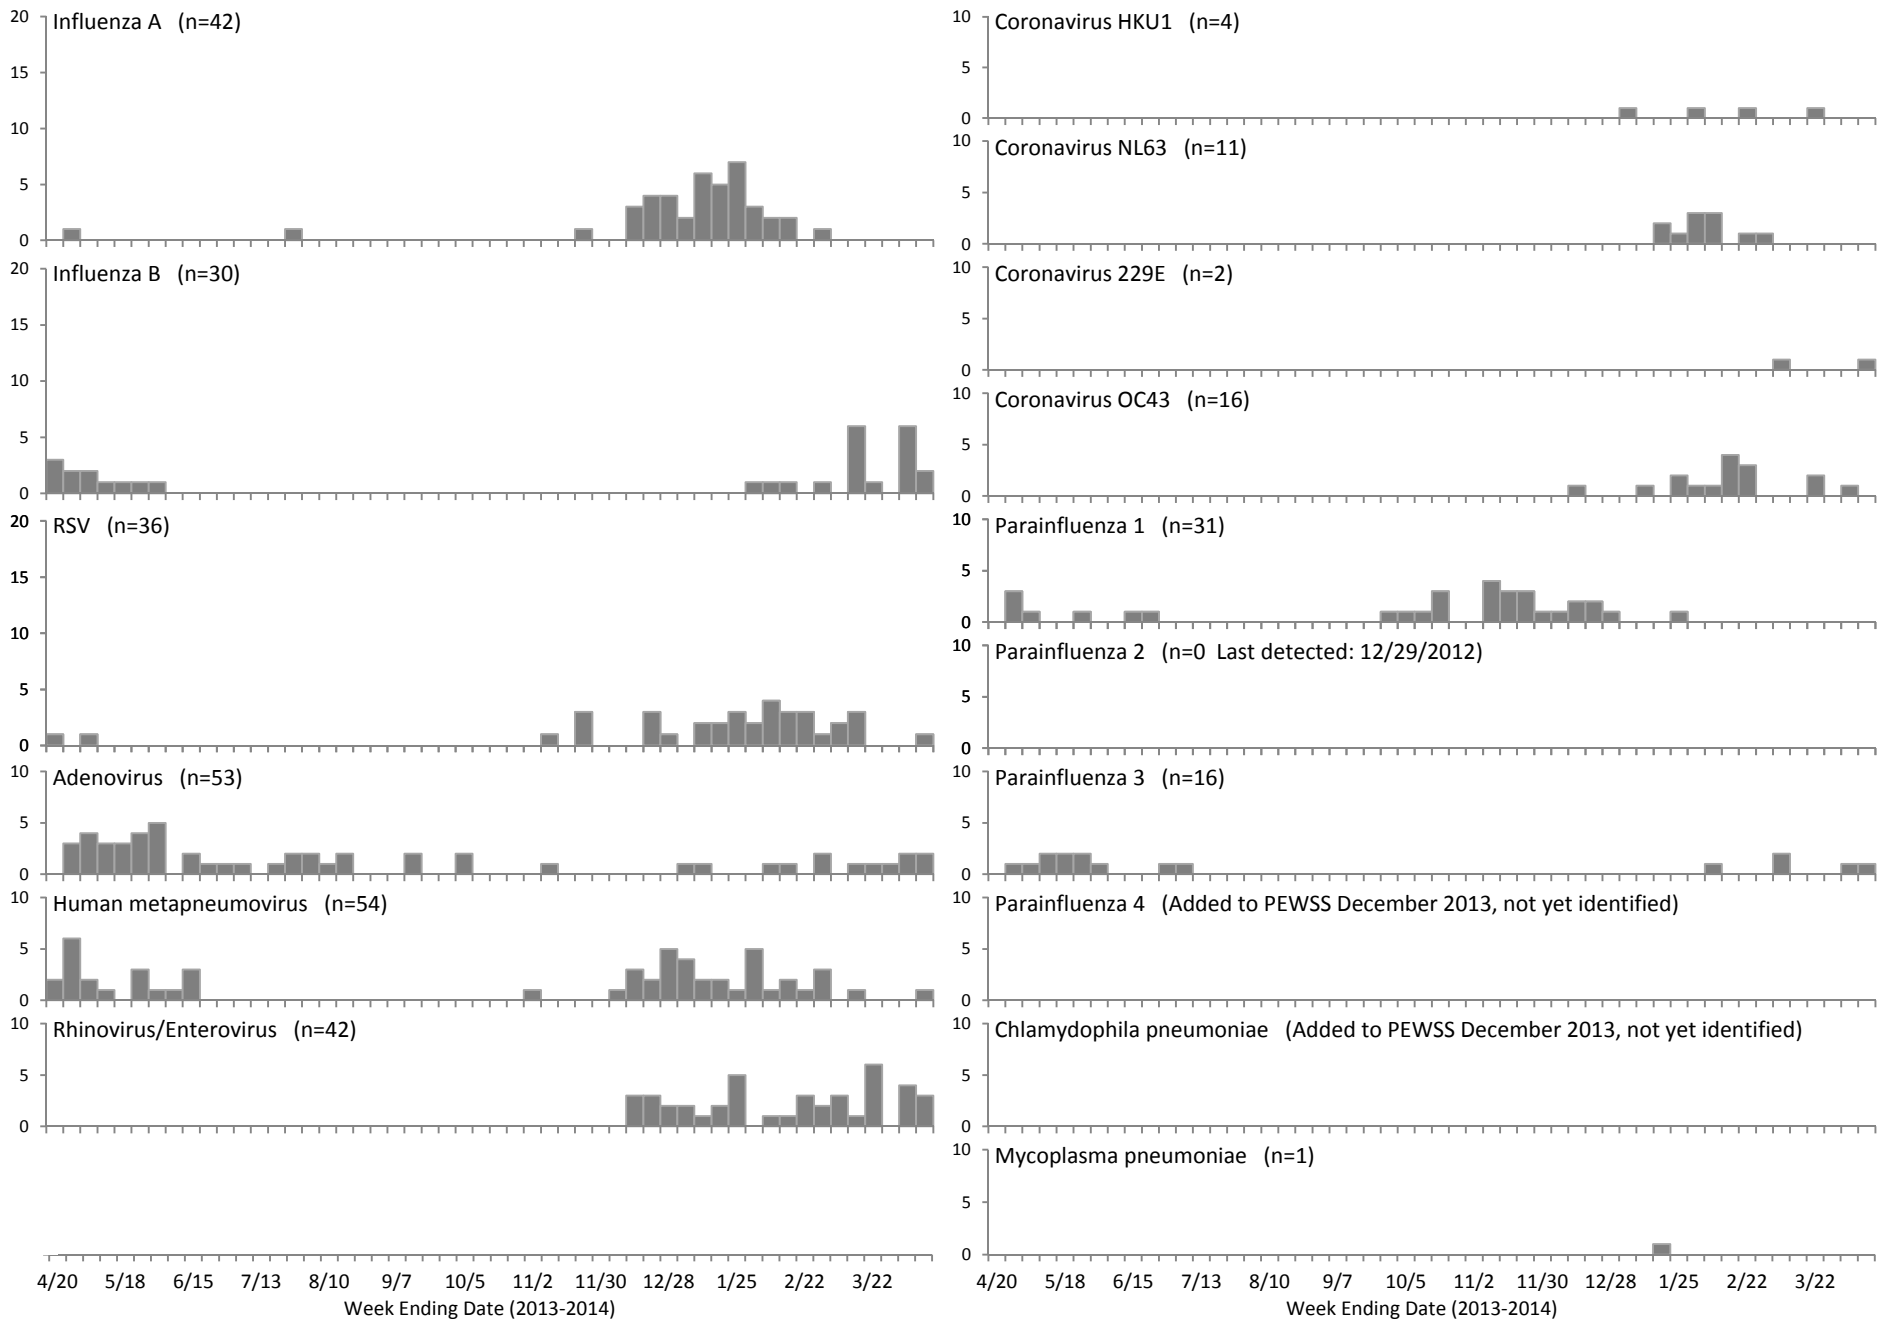 Influenza A (n=42)
20
15
10
5
0
Influenza B (n=30)
20
15
10
5
0
RSV (n=36)
20
15
10
5
0
Adenovirus (n=53)
10
5
0
Human metapneumovirus (n=54)
10
5
0
Rhinovirus/Enterovirus (n=42)
10
5
0
4/20 5/18 6/15 7/13 8/10 9/7 10/5 11/2 11/30 12/28 1/25 2/22 3/22
Week Ending Date (2013-2014)
Coronavirus HKU1 (n=4)
10
5
0
Coronavirus NL63 (n=11)
10
5
0
Coronavirus 229E (n=2)
10
5
0
Coronavirus OC43 (n=16)
10
5
0
Parainfluenza 1 (n=31)
10
5
0
Parainfluenza 2 (n=0 Last detected: 12/29/2012)
10
5
0
Parainfluenza 3 (n=16)
10
5
0
Parainfluenza 4 (Added to PEWSS December 2013, not yet identified)
10
5
0
Chlamydophila pneumoniae (Added to PEWSS December 2013, not yet identified)
10
5
0
Mycoplasma pneumoniae (n=1)
10
5
0
4/20 5/18 6/15 7/13 8/10 9/7 10/5 11/2 11/30 12/28 1/25 2/22 3/22
Week Ending Date (2013-2014)